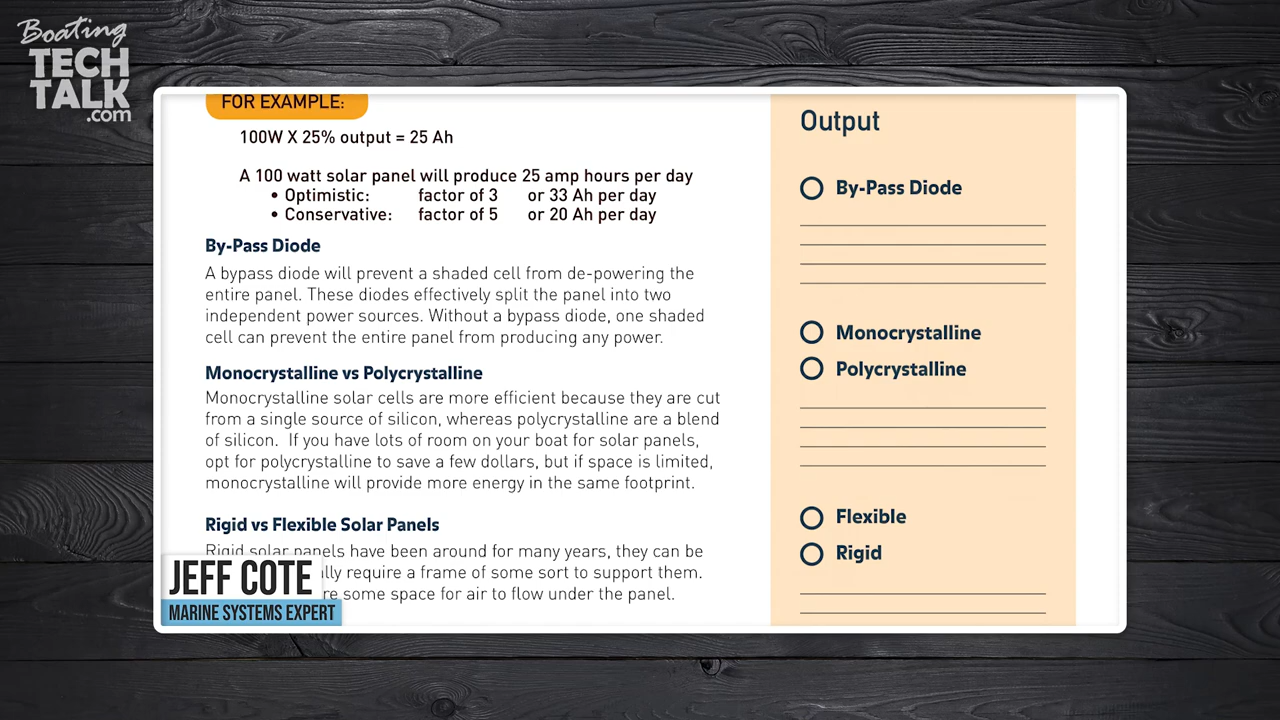 Boating
TECH
TALK
.com
FOR EXAMPLE:
100W X 25% output = 25 Ah
A 100 watt solar panel will produce 25 amp hours per day
• Optimistic: factor of 3 or 33 Ah per day
• Conservative: factor of 5 or 20 Ah per day
By-Pass Diode
A bypass diode will prevent a shaded cell from de-powering the
entire panel. These diodes effectively split the panel into two
independent power sources. Without a bypass diode, one shaded
cell can prevent the entire panel from producing any power.
Monocrystalline vs Polycrystalline
Monocrystalline solar cells are more efficient because they are cut
from a single source of silicon, whereas polycrystalline are a blend
of silicon. If you have lots of room on your boat for solar panels,
opt for polycrystalline to save a few dollars, but if space is limited,
monocrystalline will provide more energy in the same footprint.
Rigid vs Flexible Solar Panels
Rigid solar panels have been around for many years, they can be
require a frame of some sort to support them.
some space for air to flow under the panel.
Output
By-Pass Diode
Monocrystalline
Polycrystalline
Flexible
Rigid
JEFF COTE
MARINE SYSTEMS EXPERT